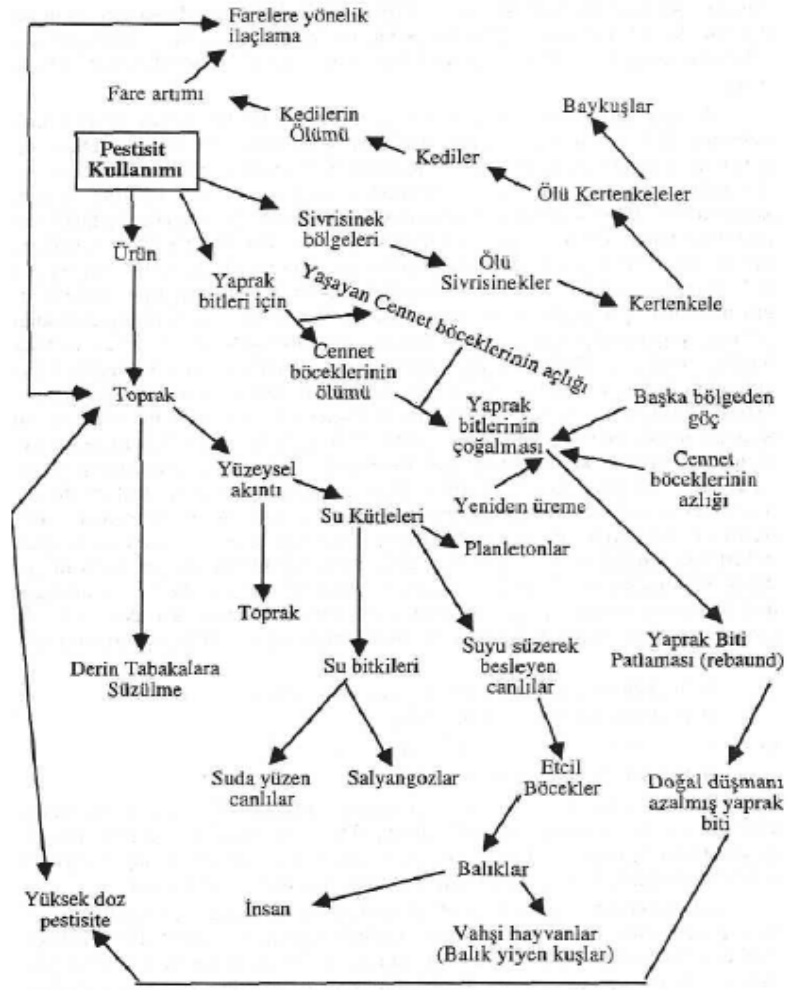 Farelere yönelik
ilaçlama
Fare artımı
Kedilerin
Ölümü
Baykuşlar
Kediler
Pestisit
Kullanımı
Ölü Kertenkeleler
Sivrisinek
bölgeleri
Ürün
Yaprak
bitleri için
Ölü
Sivrisinekler
Kertenkele
Yaşayan Cennet böceklerinin açlığı
Cennet
böceklerinin
ölümü
Toprak
Yaprak
bitlerinin
çoğalması
Başka bölgeden
göç
Cennet
böceklerinin
azlığı
Yüzeysel
akıntı
Yeniden üreme
Su Kütleleri
Planletonlar
Toprak
Derin Tabakalara
Süzülme
Su bitkileri
Suyu süzerek
besleyen
canlılar
Yaprak Biti
Patlaması (rebaund)
Suda yüzen
canlılar
Salyangozlar
Etcil
Böcekler
Doğal düşmanı
azalmış yaprak
biti
Balıklar
Yüksek doz
pestisite
İnsan
Vahşi hayvanlar
(Balık yiyen kuşlar)